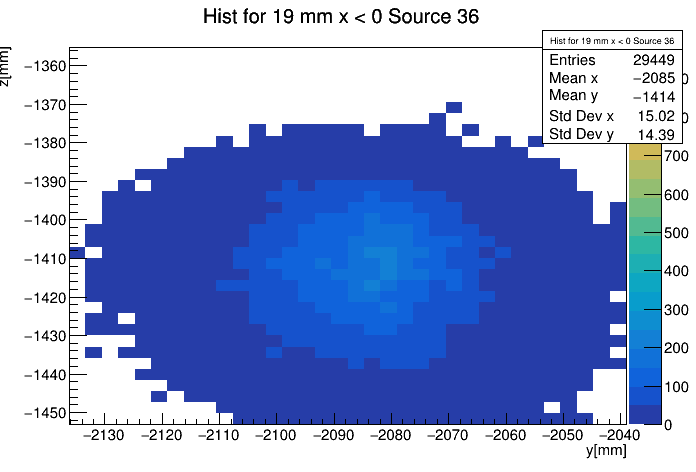 Hist for 19 mm x < 0 Source 36
Hist for 19 mm x < 0 Source 36
Entries 29449
Mean x −2085
Mean y −1414
Std Dev x 15.02
Std Dev y 14.39
z[mm]
−1360
−1370
−1380
−1390
−1400
−1410
−1420
−1430
−1440
−1450
−2130 −2120 −2110 −2100 −2090 −2080 −2070 −2060 −2050 −2040
y[mm]
700
600
500
400
300
200
100
0